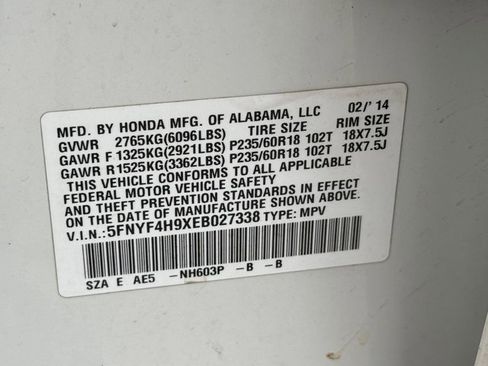 MFD. BY HONDA MFG. OF ALABAMA, LLC 02/'14
GVWR 2765KG(6096LBS) TIRE SIZE RIM SIZE
GAWR F 1325KG(2921LBS) P235/60R18 102T 18X7.5J
GAWR R 1525KG(3362LBS) P235/60R18 102T 18X7.5J
THIS VEHICLE CONFORMS TO ALL APPLICABLE
FEDERAL MOTOR VEHICLE SAFETY
AND THEFT PREVENTION STANDARDS IN EFFECT
ON THE DATE OF MANUFACTURE SHOWN ABOVE.
V.I.N.:5FNYF4H9XEB027338 TYPE: MPV
SZA E AE5 -NH603P -B -B